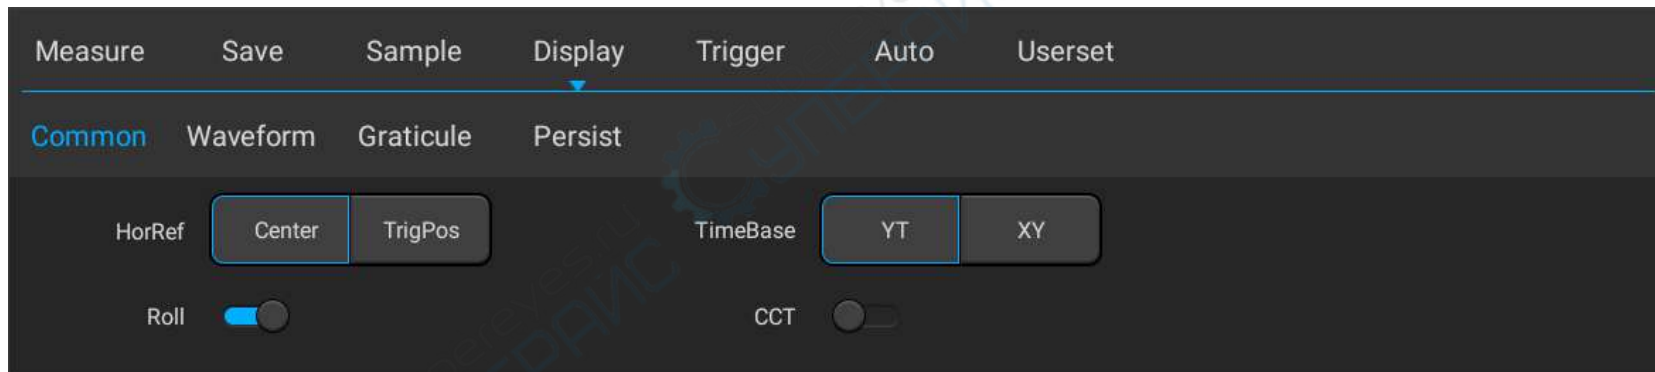 Measure Save Sample Display Trigger Auto Userset
Common Waveform Graticule Persist
HorRef Center TrigPos TimeBase YT XY
Roll CCT